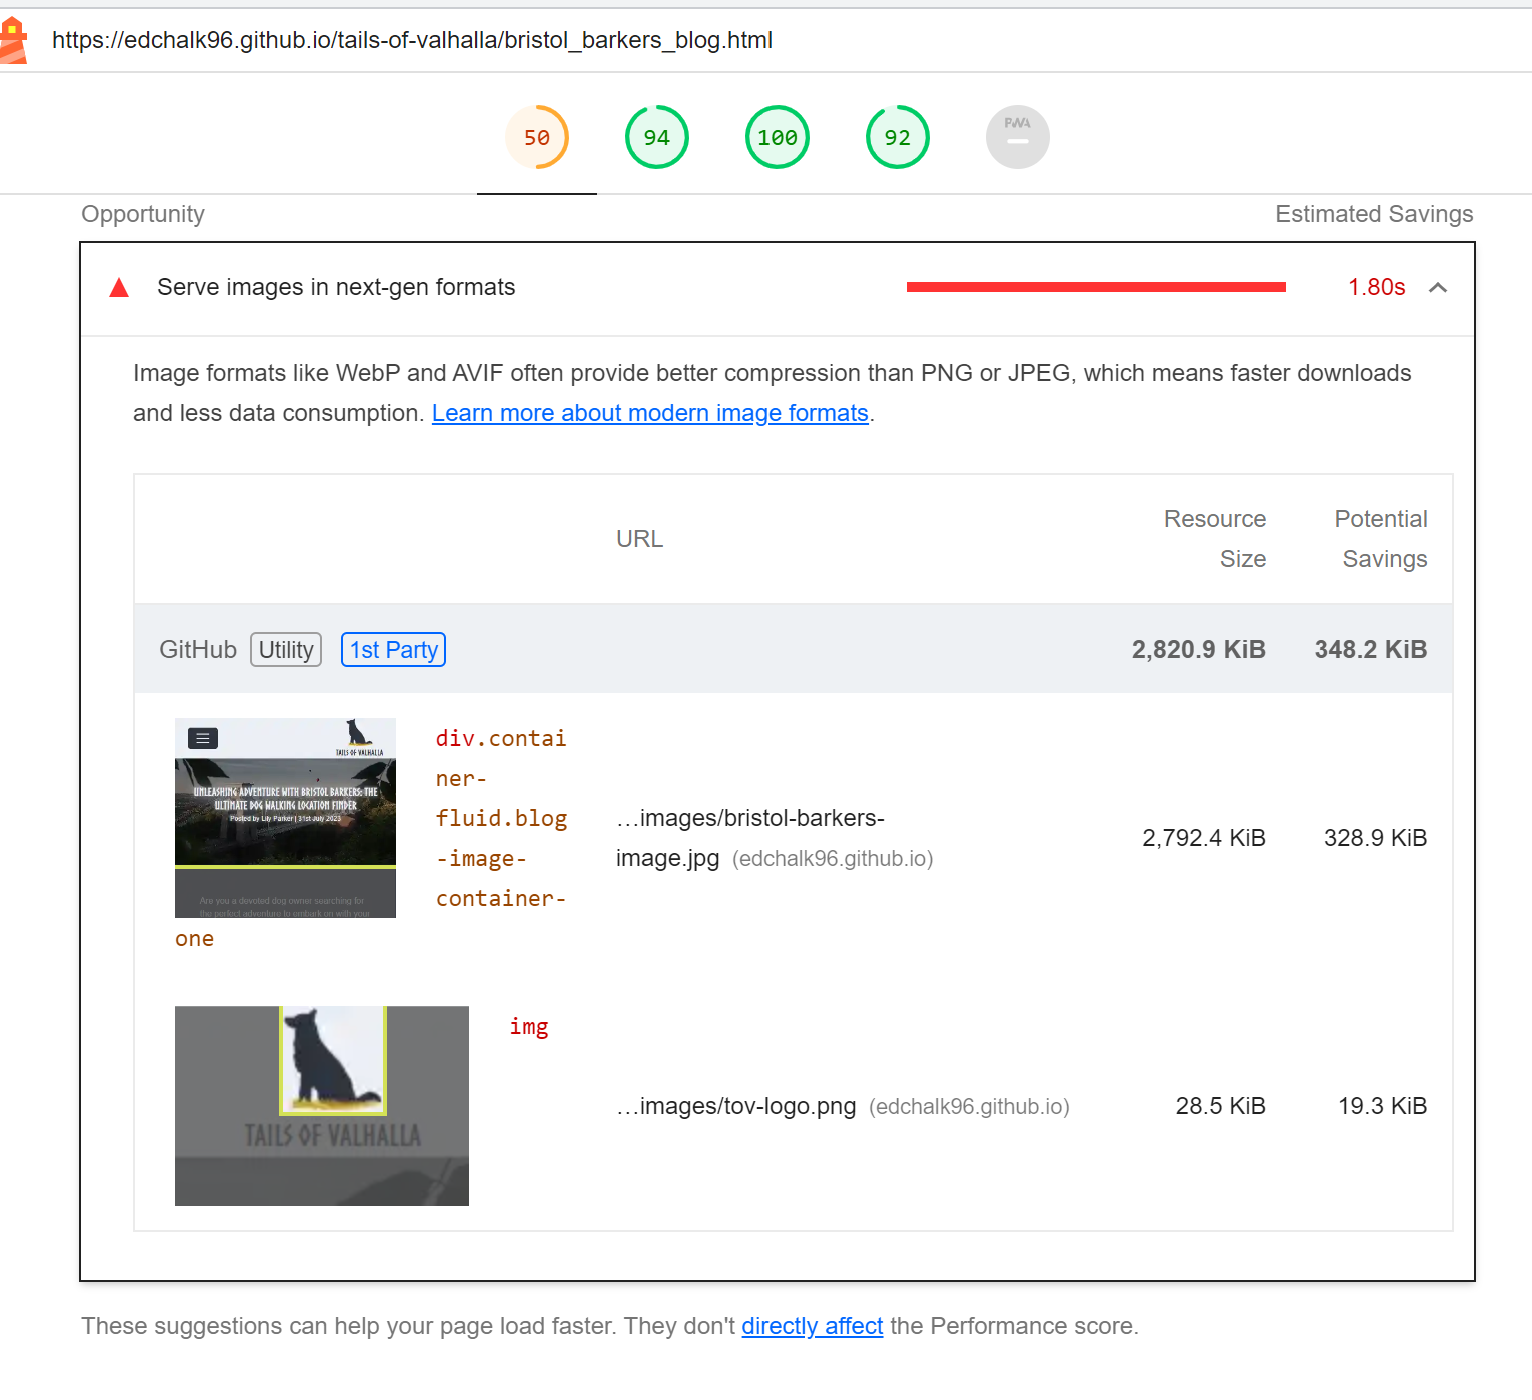 https://edchalk96.github.io/tails-of-valhalla/bristol_barkers_blog.html
50 94 100 92 PWA
Opportunity Estimated Savings
Serve images in next-gen formats 1.80s
Image formats like WebP and AVIF often provide better compression than PNG or JPEG, which means faster downloads
and less data consumption. Learn more about modern image formats.
URL Resource Size Potential Savings
GitHub Utility 1st Party 2,820.9 KiB 348.2 KiB
TAILS OF VALHALLA
UNLEASHING ADVENTURE WITH BRISTOL BARKERS: THE
ULTIMATE DOG WALKING LOCATION FINDER
Posted by Lily Parker | 31st July 2023
Are you a devoted dog owner searching for
the perfect adventure to embark on with your
div.contai
ner-
fluid.blog
-image-
container-
one
…images/bristol-barkers-
image.jpg (edchalk96.github.io)
2,792.4 KiB 328.9 KiB
TAILS OF VALHALLA
img
…images/tov-logo.png (edchalk96.github.io) 28.5 KiB 19.3 KiB
These suggestions can help your page load faster. They don't directly affect the Performance score.